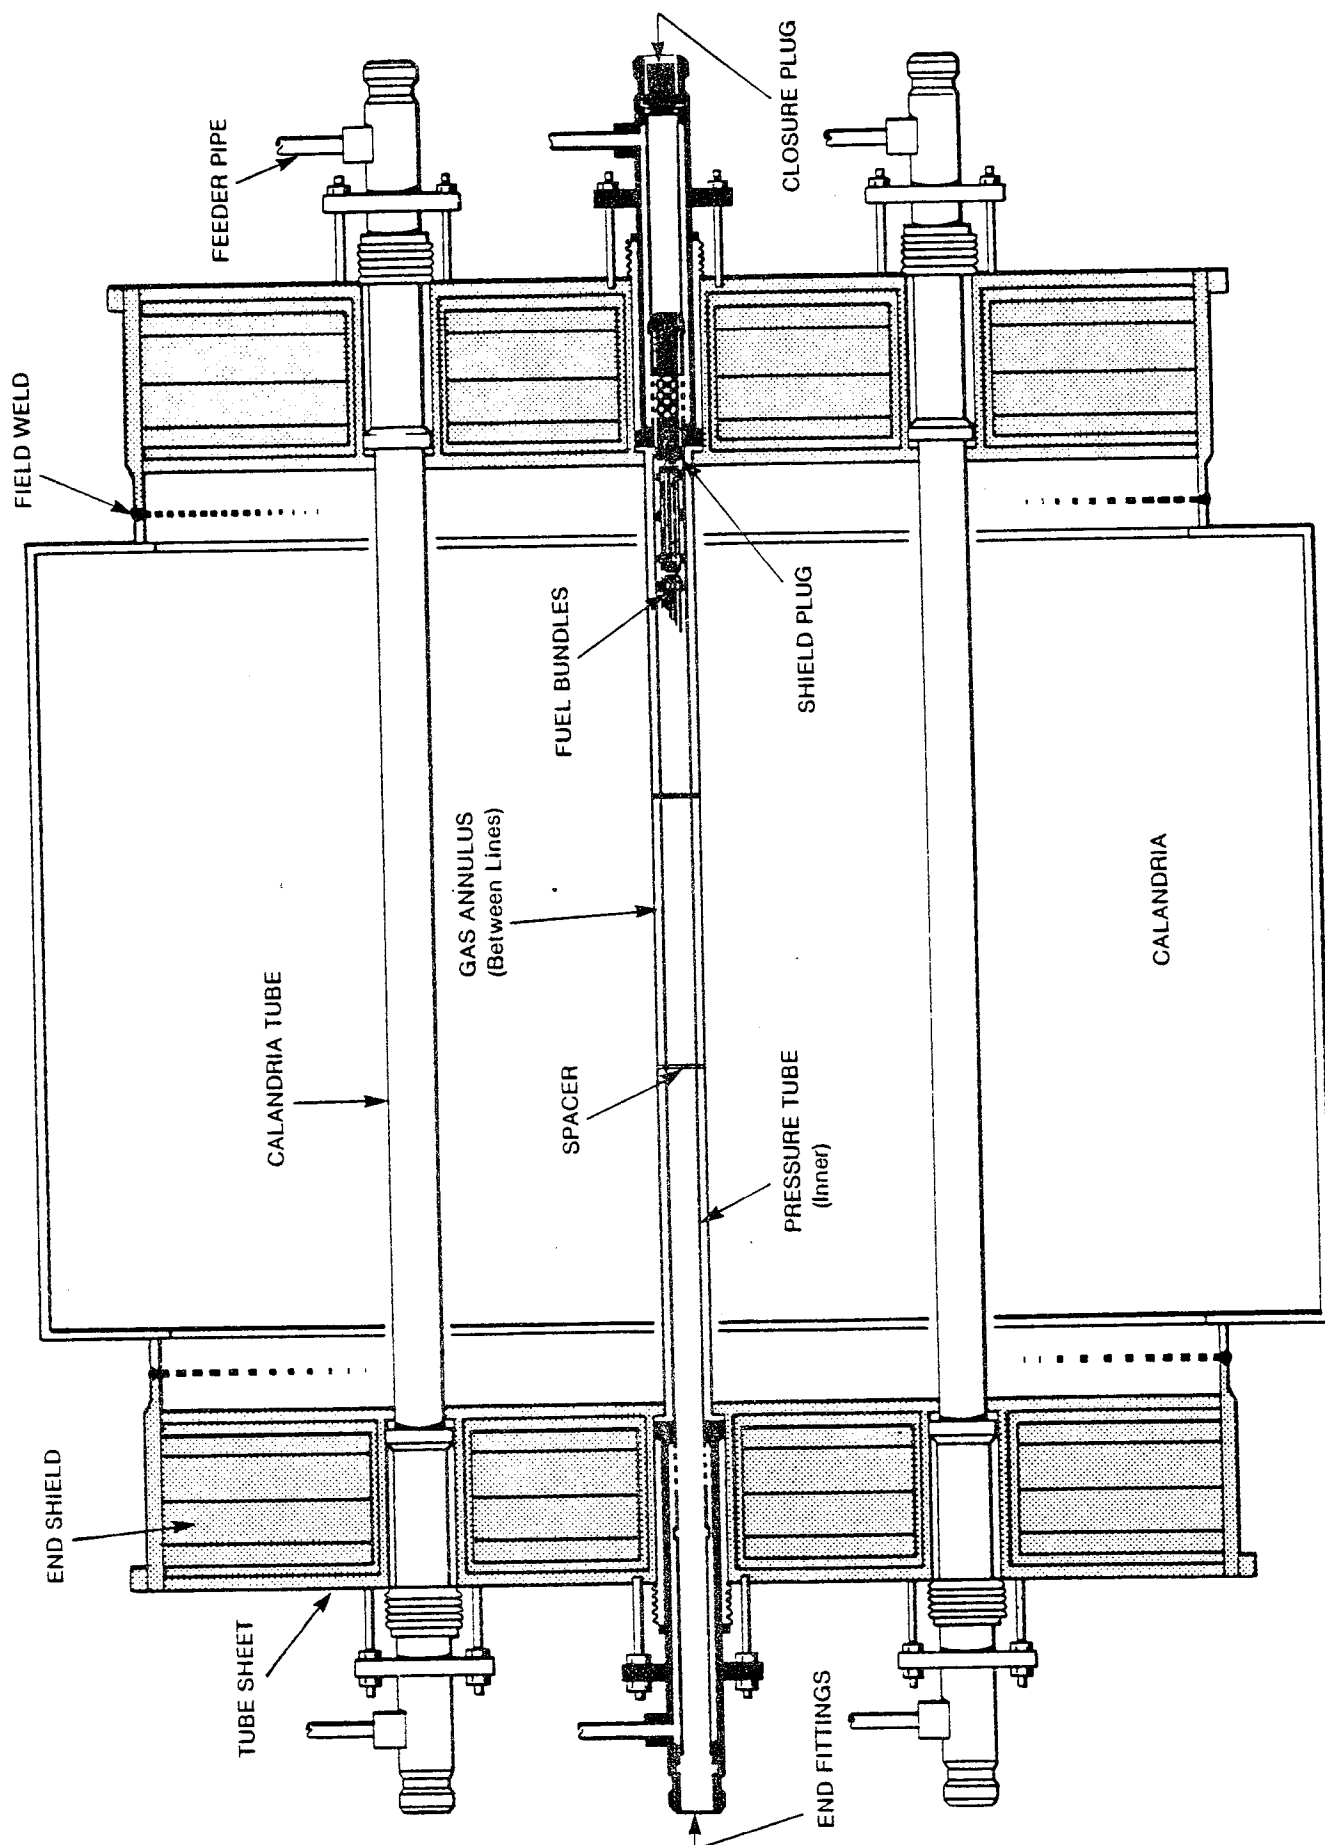 FEEDER PIPE
CLOSURE PLUG
FIELD WELD
FUEL BUNDLES
SHIELD PLUG
GAS ANNULUS
(Between Lines)
CALANDRIA TUBE
SPACER
PRESSURE TUBE
(Inner)
CALANDRIA
END SHIELD
TUBE SHEET
END FITTINGS